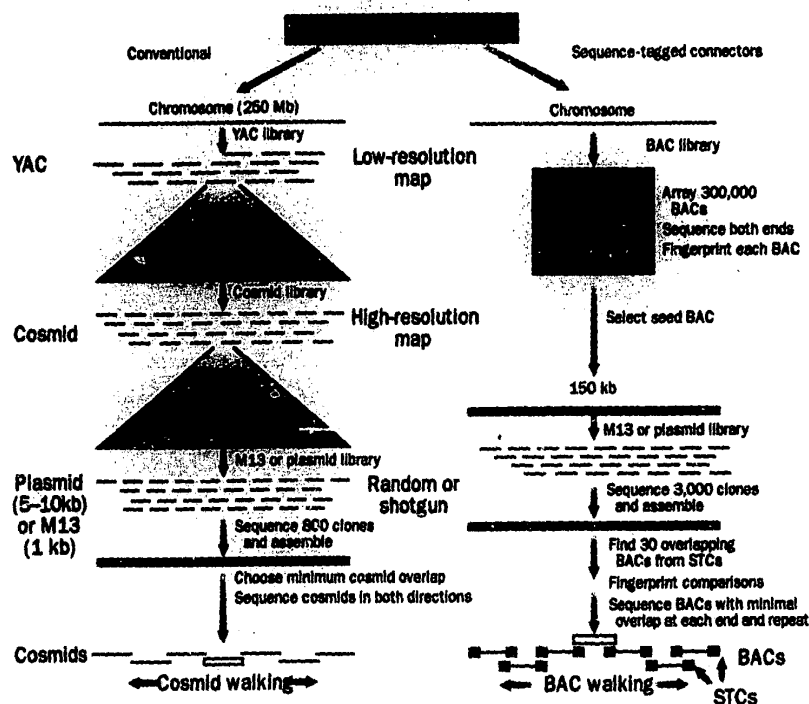 Conventional
Sequence-tagged connectors
Chromosome (250 Mb)
YAC library
YAC
Low-resolution
map
Cosmid library
Cosmid
High-resolution
map
M13 or plasmid library
Plasmid
(5–10kb)
or M13
(1 kb)
Random or
shotgun
Sequence 800 clones
and assemble
Choose minimum cosmid overlap
Sequence cosmids in both directions
Cosmids
Cosmid walking
Chromosome
BAC library
Array 300,000
BACs
Sequence both ends
Fingerprint each BAC
Select seed BAC
150 kb
M13 or plasmid library
Sequence 3,000 clones
and assemble
Find 30 overlapping
BACs from STCs
Fingerprint comparisons
Sequence BACs with minimal
overlap at each end and repeat
BACs
BAC walking
STCs